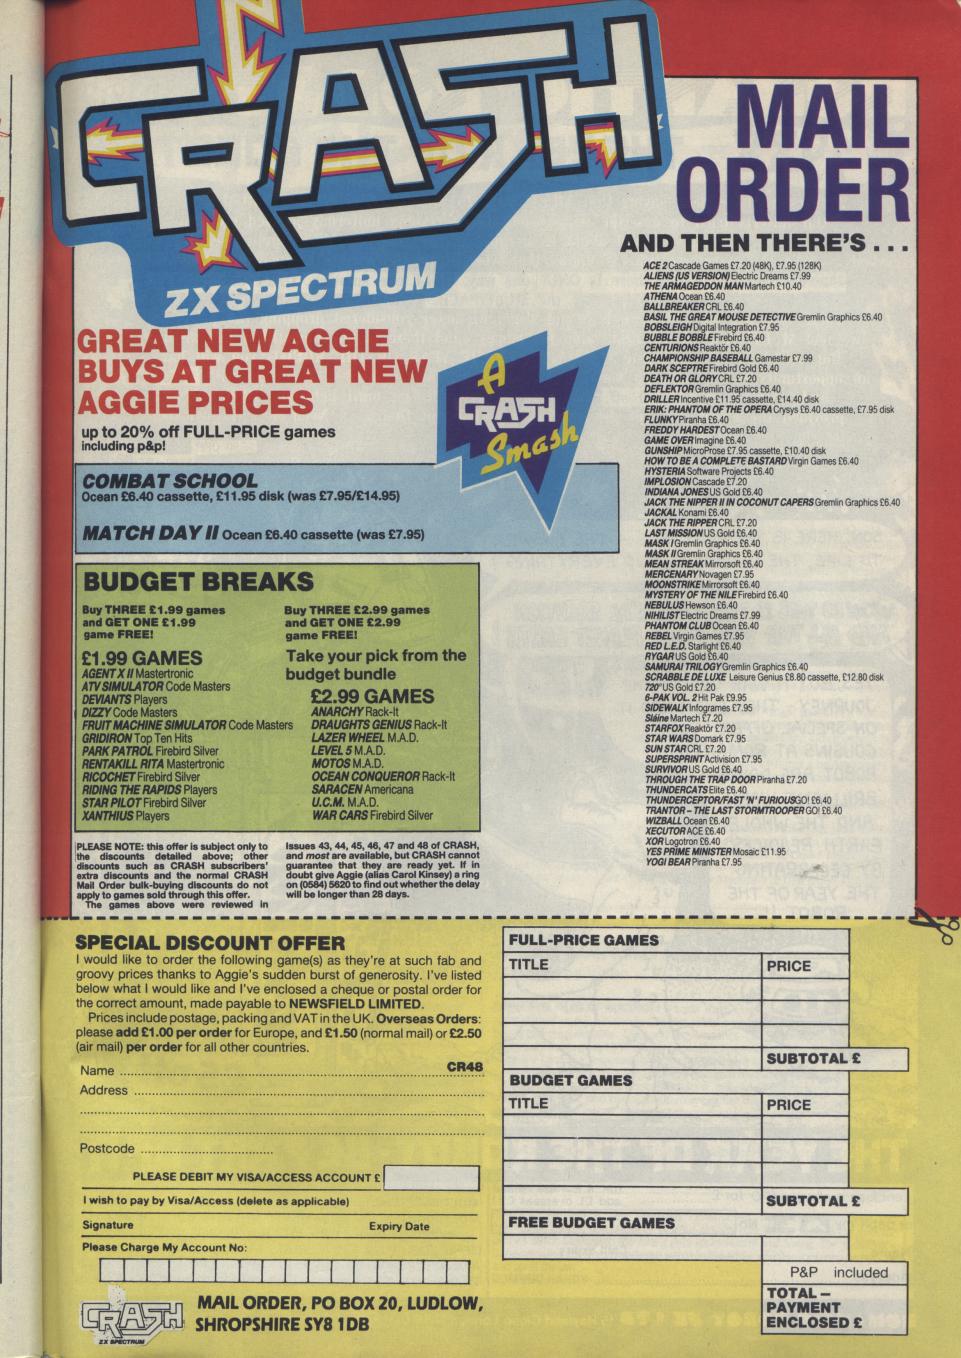 CRASH
ZX SPECTRUM
MAIL
ORDER
AND THEN THERE'S . . .
GREAT NEW AGGIE
BUYS AT GREAT NEW
AGGIE PRICES
up to 20% off FULL-PRICE games
including p&p!
A
CRASH
Smash
COMBAT SCHOOL
Ocean £6.40 cassette, £11.95 disk (was £7.95/£14.95)
MATCH DAY II Ocean £6.40 cassette (was £7.95)
BUDGET BREAKS
Buy THREE £1.99 games
and GET ONE £1.99
game FREE!
£1.99 GAMES
AGENT X II Mastertronic
ATV SIMULATOR Code Masters
DEVIANTS Players
DIZZY Code Masters
FRUIT MACHINE SIMULATOR Code Masters
GRIDIRON Top Ten Hits
PARK PATROL Firebird Silver
RENTAKILL RITA Mastertronic
RICOCHET Firebird Silver
RIDING THE RAPIDS Players
STAR PILOT Firebird Silver
XANTHIUS Players
Buy THREE £2.99 games
and GET ONE £2.99
game FREE!
Take your pick from the
budget bundle
£2.99 GAMES
ANARCHY Rack-It
DRAUGHTS GENIUS Rack-It
LAZER WHEEL M.A.D.
LEVEL 5 M.A.D.
MOTOS M.A.D.
OCEAN CONQUEROR Rack-It
SARACEN Americana
U.C.M. M.A.D.
WAR CARS Firebird Silver
PLEASE NOTE: this offer is subject only to
the discounts detailed above; other
discounts such as CRASH subscribers'
extra discounts and the normal CRASH
Mail Order bulk-buying discounts do not
apply to games sold through this offer.
The games above were reviewed in
Issues 43, 44, 45, 46, 47 and 48 of CRASH,
and most are available, but CRASH cannot
guarantee that they are ready yet. If in
doubt give Aggie (alias Carol Kinsey) a ring
on (0584) 5620 to find out whether the delay
will be longer than 28 days.
ACE 2 Cascade Games £7.20 (48K), £7.95 (128K)
ALIENS (US VERSION) Electric Dreams £7.99
THE ARMAGEDDON MAN Martech £10.40
ATHENA Ocean £6.40
BALLBREAKER CRL £6.40
BASIL THE GREAT MOUSE DETECTIVE Gremlin Graphics £6.40
BOBSLEIGH Digital Integration £7.95
BUBBLE BOBBLE Firebird £6.40
CENTURIONS Reaktör £6.40
CHAMPIONSHIP BASEBALL Gamestar £7.99
DARK SCEPTRE Firebird Gold £6.40
DEATH OR GLORY CRL £7.20
DEFLEKTOR Gremlin Graphics £6.40
DRILLER Incentive £11.95 cassette, £14.40 disk
ERIK: PHANTOM OF THE OPERA Crysys £6.40 cassette, £7.95 disk
FLUNKY Piranha £6.40
FREDDY HARDEST Ocean £6.40
GAME OVER Imagine £6.40
GUNSHIP MicroProse £7.95 cassette, £10.40 disk
HOW TO BE A COMPLETE BASTARD Virgin Games £6.40
HYSTERIA Software Projects £6.40
IMPLOSION Cascade £7.20
INDIANA JONES US Gold £6.40
JACK THE NIPPER II IN COCONUT CAPERS Gremlin Graphics £6.40
JACKAL Konami £6.40
JACK THE RIPPER CRL £7.20
LAST MISSION US Gold £6.40
MASK I Gremlin Graphics £6.40
MASK II Gremlin Graphics £6.40
MEAN STREAK Mirrorsoft £6.40
MERCENARY Novagen £7.95
MOONSTRIKE Mirrorsoft £6.40
MYSTERY OF THE NILE Firebird £6.40
NEBULUS Hewson £6.40
NIHILIST Electric Dreams £7.99
PHANTOM CLUB Ocean £6.40
REBEL Virgin Games £7.95
RED L.E.D. Starlight £6.40
RYGAR US Gold £6.40
SAMURAI TRILOGY Gremlin Graphics £6.40
SCRABBLE DE LUXE Leisure Genius £8.80 cassette, £12.80 disk
720° US Gold £7.20
6-PAK VOL. 2 Hit Pak £9.95
SIDEWALK Infogrames £7.95
Sláine Martech £7.20
STARFOX Reaktör £7.20
STAR WARS Domark £7.95
SUN STAR CRL £7.20
SUPERSPRINT Activision £7.95
SURVIVOR US Gold £6.40
THROUGH THE TRAP DOOR Piranha £7.20
THUNDERCATS Elite £6.40
THUNDERCEPTOR/FAST 'N' FURIOUS GO! £6.40
TRANTOR – THE LAST STORMTROOPER GO! £6.40
WIZBALL Ocean £6.40
XECUTOR ACE £6.40
XOR Logotron £6.40
YES PRIME MINISTER Mosaic £11.95
YOGI BEAR Piranha £7.95
SPECIAL DISCOUNT OFFER
I would like to order the following game(s) as they're at such fab and
groovy prices thanks to Aggie's sudden burst of generosity. I've listed
below what I would like and I've enclosed a cheque or postal order for
the correct amount, made payable to NEWSFIELD LIMITED.
Prices include postage, packing and VAT in the UK. Overseas Orders:
please add £1.00 per order for Europe, and £1.50 (normal mail) or £2.50
(air mail) per order for all other countries.
Name CR48
Address
Postcode
PLEASE DEBIT MY VISA/ACCESS ACCOUNT £
I wish to pay by Visa/Access (delete as applicable)
Signature Expiry Date
Please Charge My Account No:
CRASH
ZX SPECTRUM
MAIL ORDER, PO BOX 20, LUDLOW,
SHROPSHIRE SY8 1DB
FULL-PRICE GAMES
TITLE PRICE
SUBTOTAL £
BUDGET GAMES
TITLE PRICE
SUBTOTAL £
FREE BUDGET GAMES
P&P included
TOTAL –
PAYMENT
ENCLOSED £